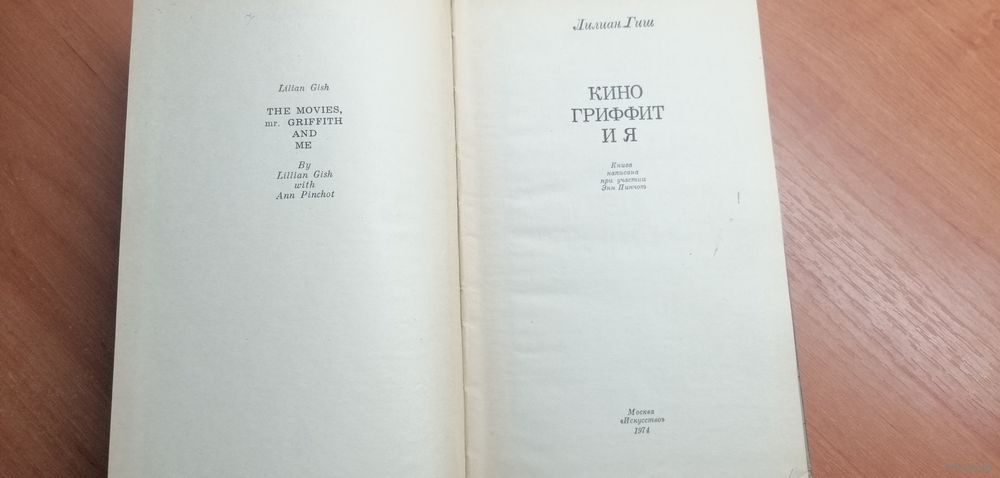 Lilian Gish
THE MOVIES,
mr. GRIFFITH
AND
ME
By
Lillian Gish
with
Ann Pinchot
Лилиан Гиш
КИНО
ГРИФФИТ
И Я
Книга
написана
при участии
Энн Пинчот
Москва
«Искусство»
1974